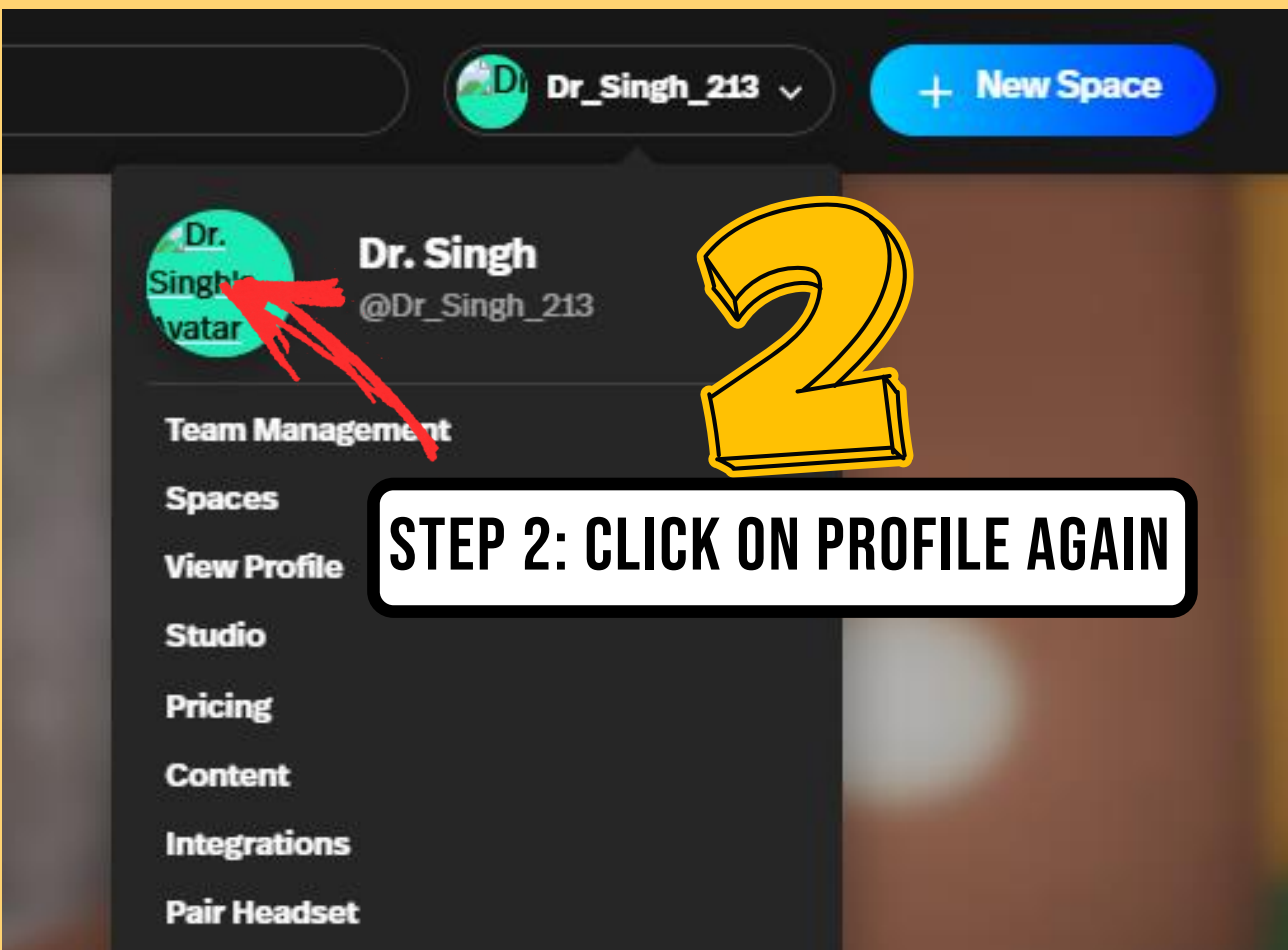 Dr
Dr_Singh_213
+ New Space
Dr.
Singh's
Avatar
Dr. Singh
@Dr_Singh_213
2
Team Management
Spaces
STEP 2: CLICK ON PROFILE AGAIN
View Profile
Studio
Pricing
Content
Integrations
Pair Headset